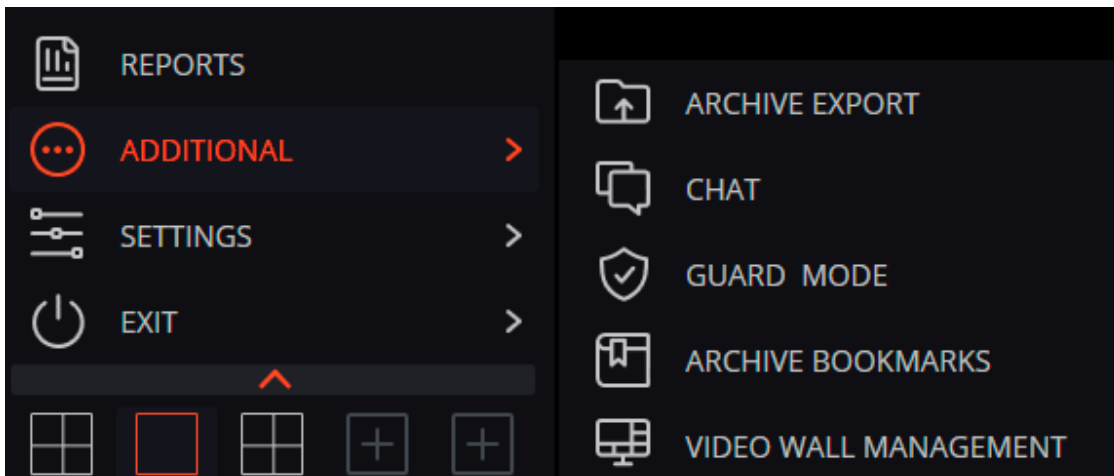 REPORTS
ADDITIONAL
SETTINGS
EXIT
ARCHIVE EXPORT
CHAT
GUARD MODE
ARCHIVE BOOKMARKS
VIDEO WALL MANAGEMENT